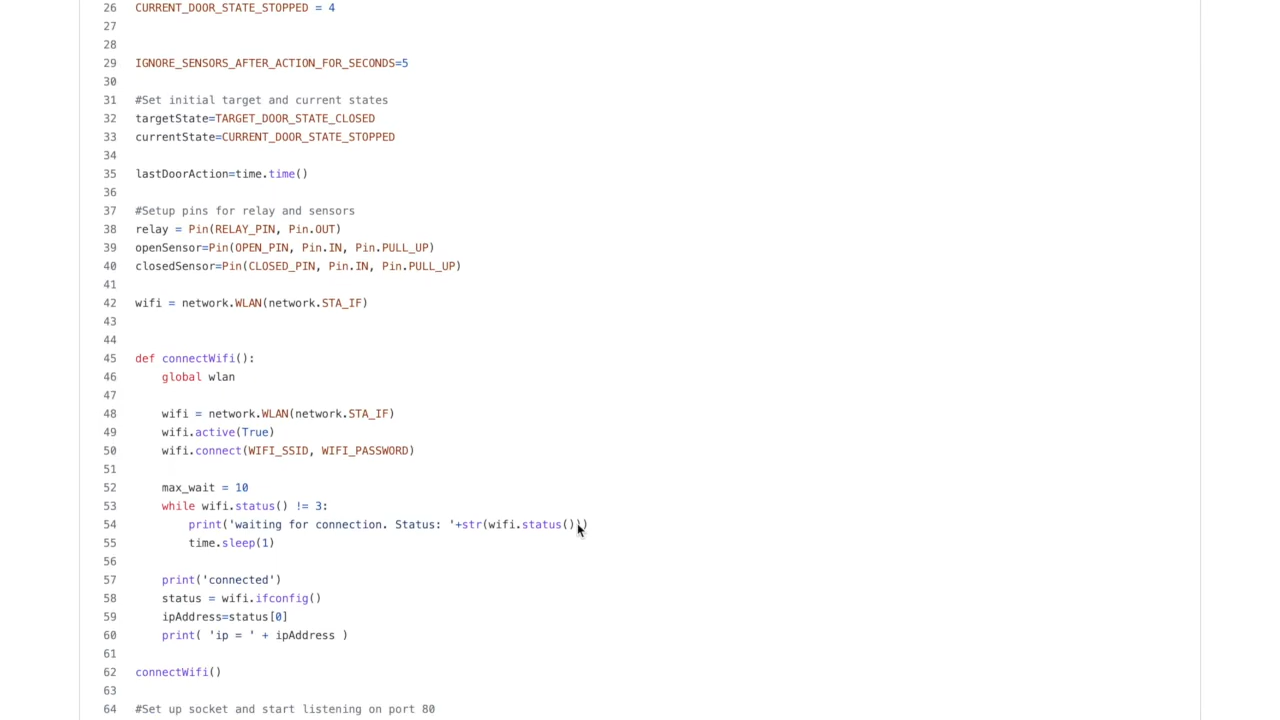 26 CURRENT_DOOR_STATE_STOPPED = 4
27
28
29 IGNORE_SENSORS_AFTER_ACTION_FOR_SECONDS=5
30
31 #Set initial target and current states
32 targetState=TARGET_DOOR_STATE_CLOSED
33 currentState=CURRENT_DOOR_STATE_STOPPED
34
35 lastDoorAction=time.time()
36
37 #Setup pins for relay and sensors
38 relay = Pin(RELAY_PIN, Pin.OUT)
39 openSensor=Pin(OPEN_PIN, Pin.IN, Pin.PULL_UP)
40 closedSensor=Pin(CLOSED_PIN, Pin.IN, Pin.PULL_UP)
41
42 wifi = network.WLAN(network.STA_IF)
43
44
45 def connectWifi():
46     global wlan
47
48     wifi = network.WLAN(network.STA_IF)
49     wifi.active(True)
50     wifi.connect(WIFI_SSID, WIFI_PASSWORD)
51
52     max_wait = 10
53     while wifi.status() != 3:
54         print('waiting for connection. Status: '+str(wifi.status()))
55         time.sleep(1)
56
57     print('connected')
58     status = wifi.ifconfig()
59     ipAddress=status[0]
60     print( 'ip = ' + ipAddress )
61
62 connectWifi()
63
64 #Set up socket and start listening on port 80